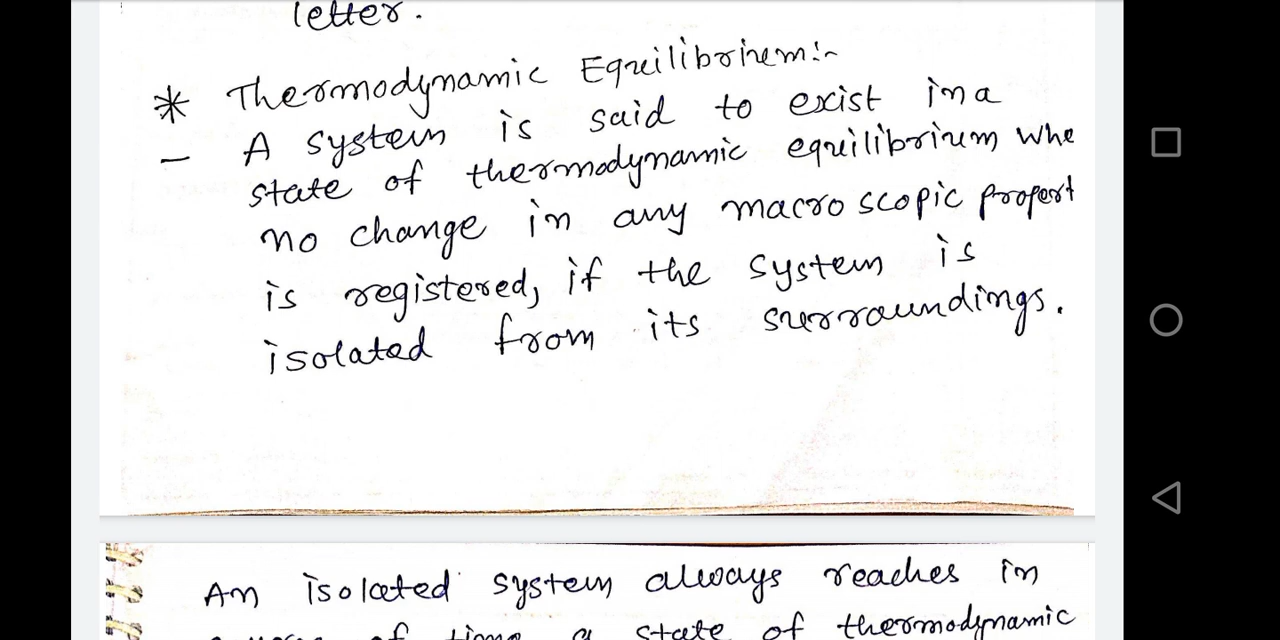 letter.
* Thermodynamic Equilibrium:-
- A system is said to exist in a
state of thermodynamic equilibrium whe
no change in any macroscopic propert
is registered, if the system is
isolated from its surroundings.
An isolated system always reaches in
of time a state of thermodynamic